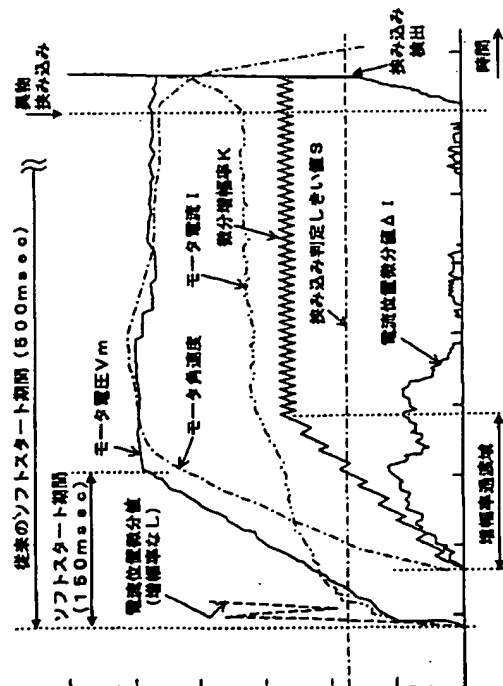 従来のソフトスタート期間(500msec)
異物
挟み込み
ソフトスタート期間
(150msec)
モータ電圧Vm
モータ角速度
電流位置微分値
(増幅率なし)
モータ電流I
微分増幅率K
挟み込み判定しきい値S
電流位置微分値ΔI
挟み込み
検出
増幅率過渡域
時間